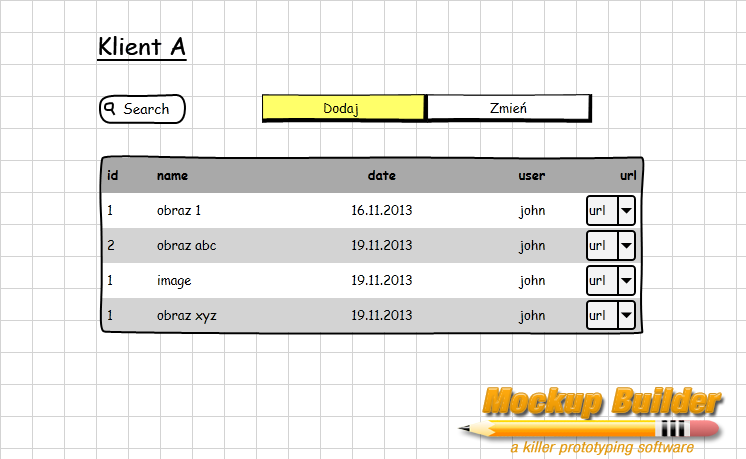 Klient A
Search
Dodaj Zmień
id name date user url
1 obraz 1 16.11.2013 john url
2 obraz abc 19.11.2013 john url
1 image 19.11.2013 john url
1 obraz xyz 19.11.2013 john url
Mockup Builder
a killer prototyping software